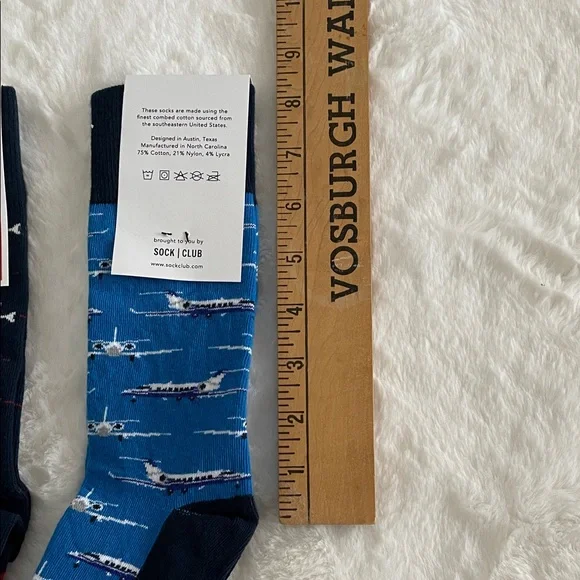 These socks are made using the
finest combed cotton sourced from
the southeastern United States.
Designed in Austin, Texas
Manufactured in North Carolina
75% Cotton, 21% Nylon, 4% Lycra
brought to you by
SOCK | CLUB
www.sockclub.com
9
8
7
6
5
4
3
2
1
VOSBURGH WA